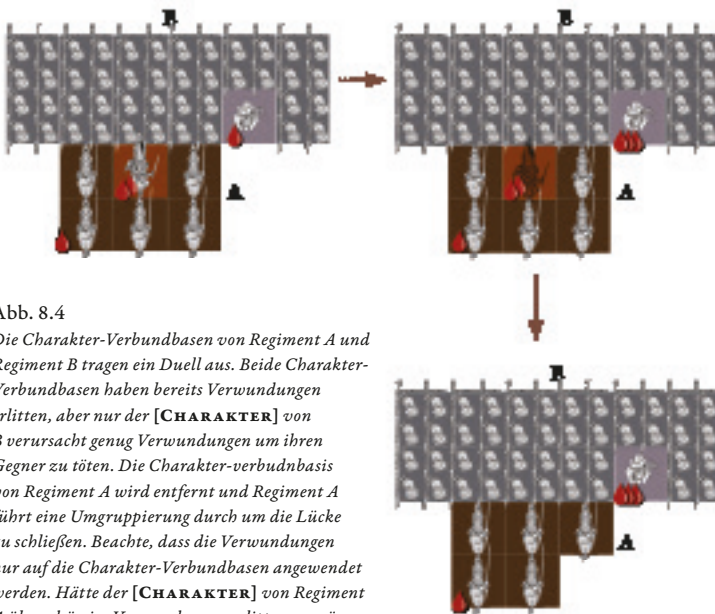 B
B
A
A
Abb. 8.4
Die Charakter-Verbundbasen von Regiment A und
Regiment B tragen ein Duell aus. Beide Charakter-
Verbundbasen haben bereits Verwundungen
rlitten, aber nur der [CHARAKTER] von
B verursacht genug Verwundungen um ihren
Gegner zu töten. Die Charakter-verbudnbasis
von Regiment A wird entfernt und Regiment A
führt eine Umgruppierung durch um die Lücke
zu schließen. Beachte, dass die Verwundungen
nur auf die Charakter-Verbundbasen angewendet
werden. Hätte der [CHARAKTER] von Regiment
B
A